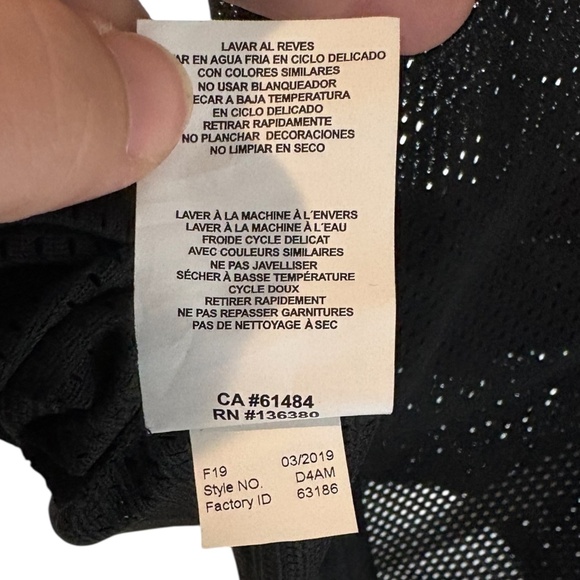 LAVAR AL REVES
AR EN AGUA FRIA EN CICLO DELICADO
CON COLORES SIMILARES
NO USAR BLANQUEADOR
ECAR A BAJA TEMPERATURA
EN CICLO DELICADO
RETIRAR RAPIDAMENTE
NO PLANCHAR DECORACIONES
NO LIMPIAR EN SECO
LAVER À LA MACHINE À L´ENVERS
LAVER À LA MACHINE À L´EAU
FROIDE CYCLE DELICAT
AVEC COULEURS SIMILAIRES
NE PAS JAVELLISER
SÉCHER À BASSE TEMPÉRATURE
CYCLE DOUX
RETIRER RAPIDEMENT
NE PAS REPASSER GARNITURES
PAS DE NETTOYAGE À SEC
CA #61484
RN #136380
F19 03/2019
Style NO. D4AM
Factory ID 63186